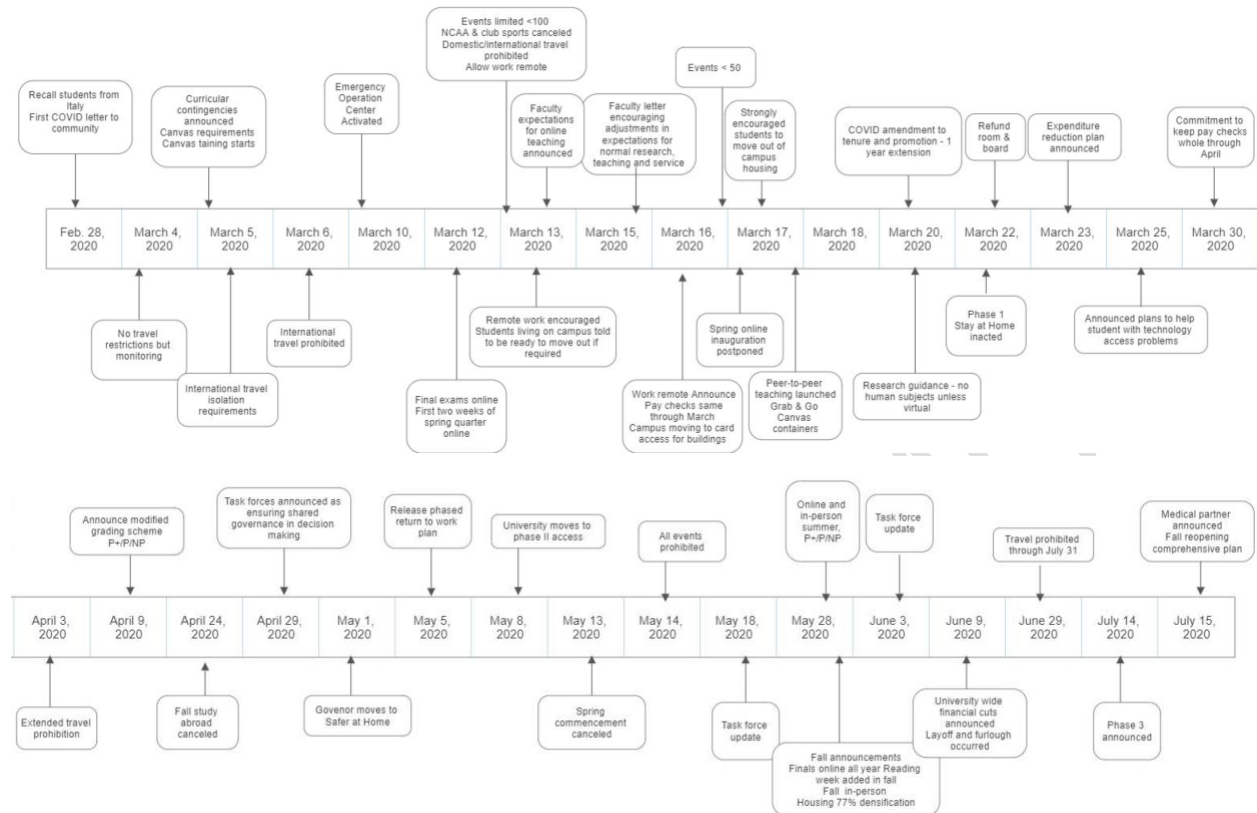 Recall students from
Italy
First COVID letter to
community
Curricular
contingencies
announced
Canvas requirements
Canvas taining starts
Emergency
Operation
Center
Activated
Events limited <100
NCAA & club sports canceled
Domestic/international travel
prohibited
Allow work remote
Faculty
expectations
for online
teaching
announced
Faculty letter
encouraging
adjustments in
expectations for
normal research,
teaching and service
Events < 50
Strongly
encouraged
students to
move out of
campus
housing
COVID amendment to
tenure and promotion - 1
year extension
Refund
room &
board
Expenditure
reduction plan
announced
Commitment to
keep pay checks
whole through
April
Feb. 28,
2020
March 4,
2020
March 5,
2020
March 6,
2020
March 10,
2020
March 12,
2020
March 13,
2020
March 15,
2020
March 16,
2020
March 17,
2020
March 18,
2020
March 20,
2020
March 22,
2020
March 23,
2020
March 25,
2020
March 30,
2020
No travel
restrictions but
monitoring
International travel
isolation
requirements
International
travel prohibited
Final exams online
First two weeks of
spring quarter
online
Remote work encouraged
Students living on campus told
to be ready to move out if
required
Work remote Announce
Pay checks same
through March
Campus moving to card
access for buildings
Spring online
inauguration
postponed
Peer-to-peer
teaching launched
Grab & Go
Canvas
containers
Research guidance - no
human subjects unless
virtual
Phase 1
Stay at Home
inacted
Announced plans to help
student with technology
access problems
Announce modified
grading scheme
P+/P/NP
Task forces announced as
ensuring shared
governance in decision
making
Release phased
return to work
plan
University moves to
phase II access
All events
prohibited
Online and
in-person
summer,
P+/P/NP
Task force
update
Travel prohibited
through July 31
Medical partner
announced
Fall reopening
comprehensive plan
April 3,
2020
April 9,
2020
April 24,
2020
April 29,
2020
May 1,
2020
May 5,
2020
May 8,
2020
May 13,
2020
May 14,
2020
May 18,
2020
May 28,
2020
June 3,
2020
June 9,
2020
June 29,
2020
July 14,
2020
July 15,
2020
Extended travel
prohibition
Fall study
abroad
canceled
Govenor moves to
Safer at Home
Spring
commencement
canceled
Task force
update
Fall announcements
Finals online all year Reading
week added in fall
Fall in-person
Housing 77% densification
University wide
financial cuts
announced
Layoff and furlough
occurred
Phase 3
announced